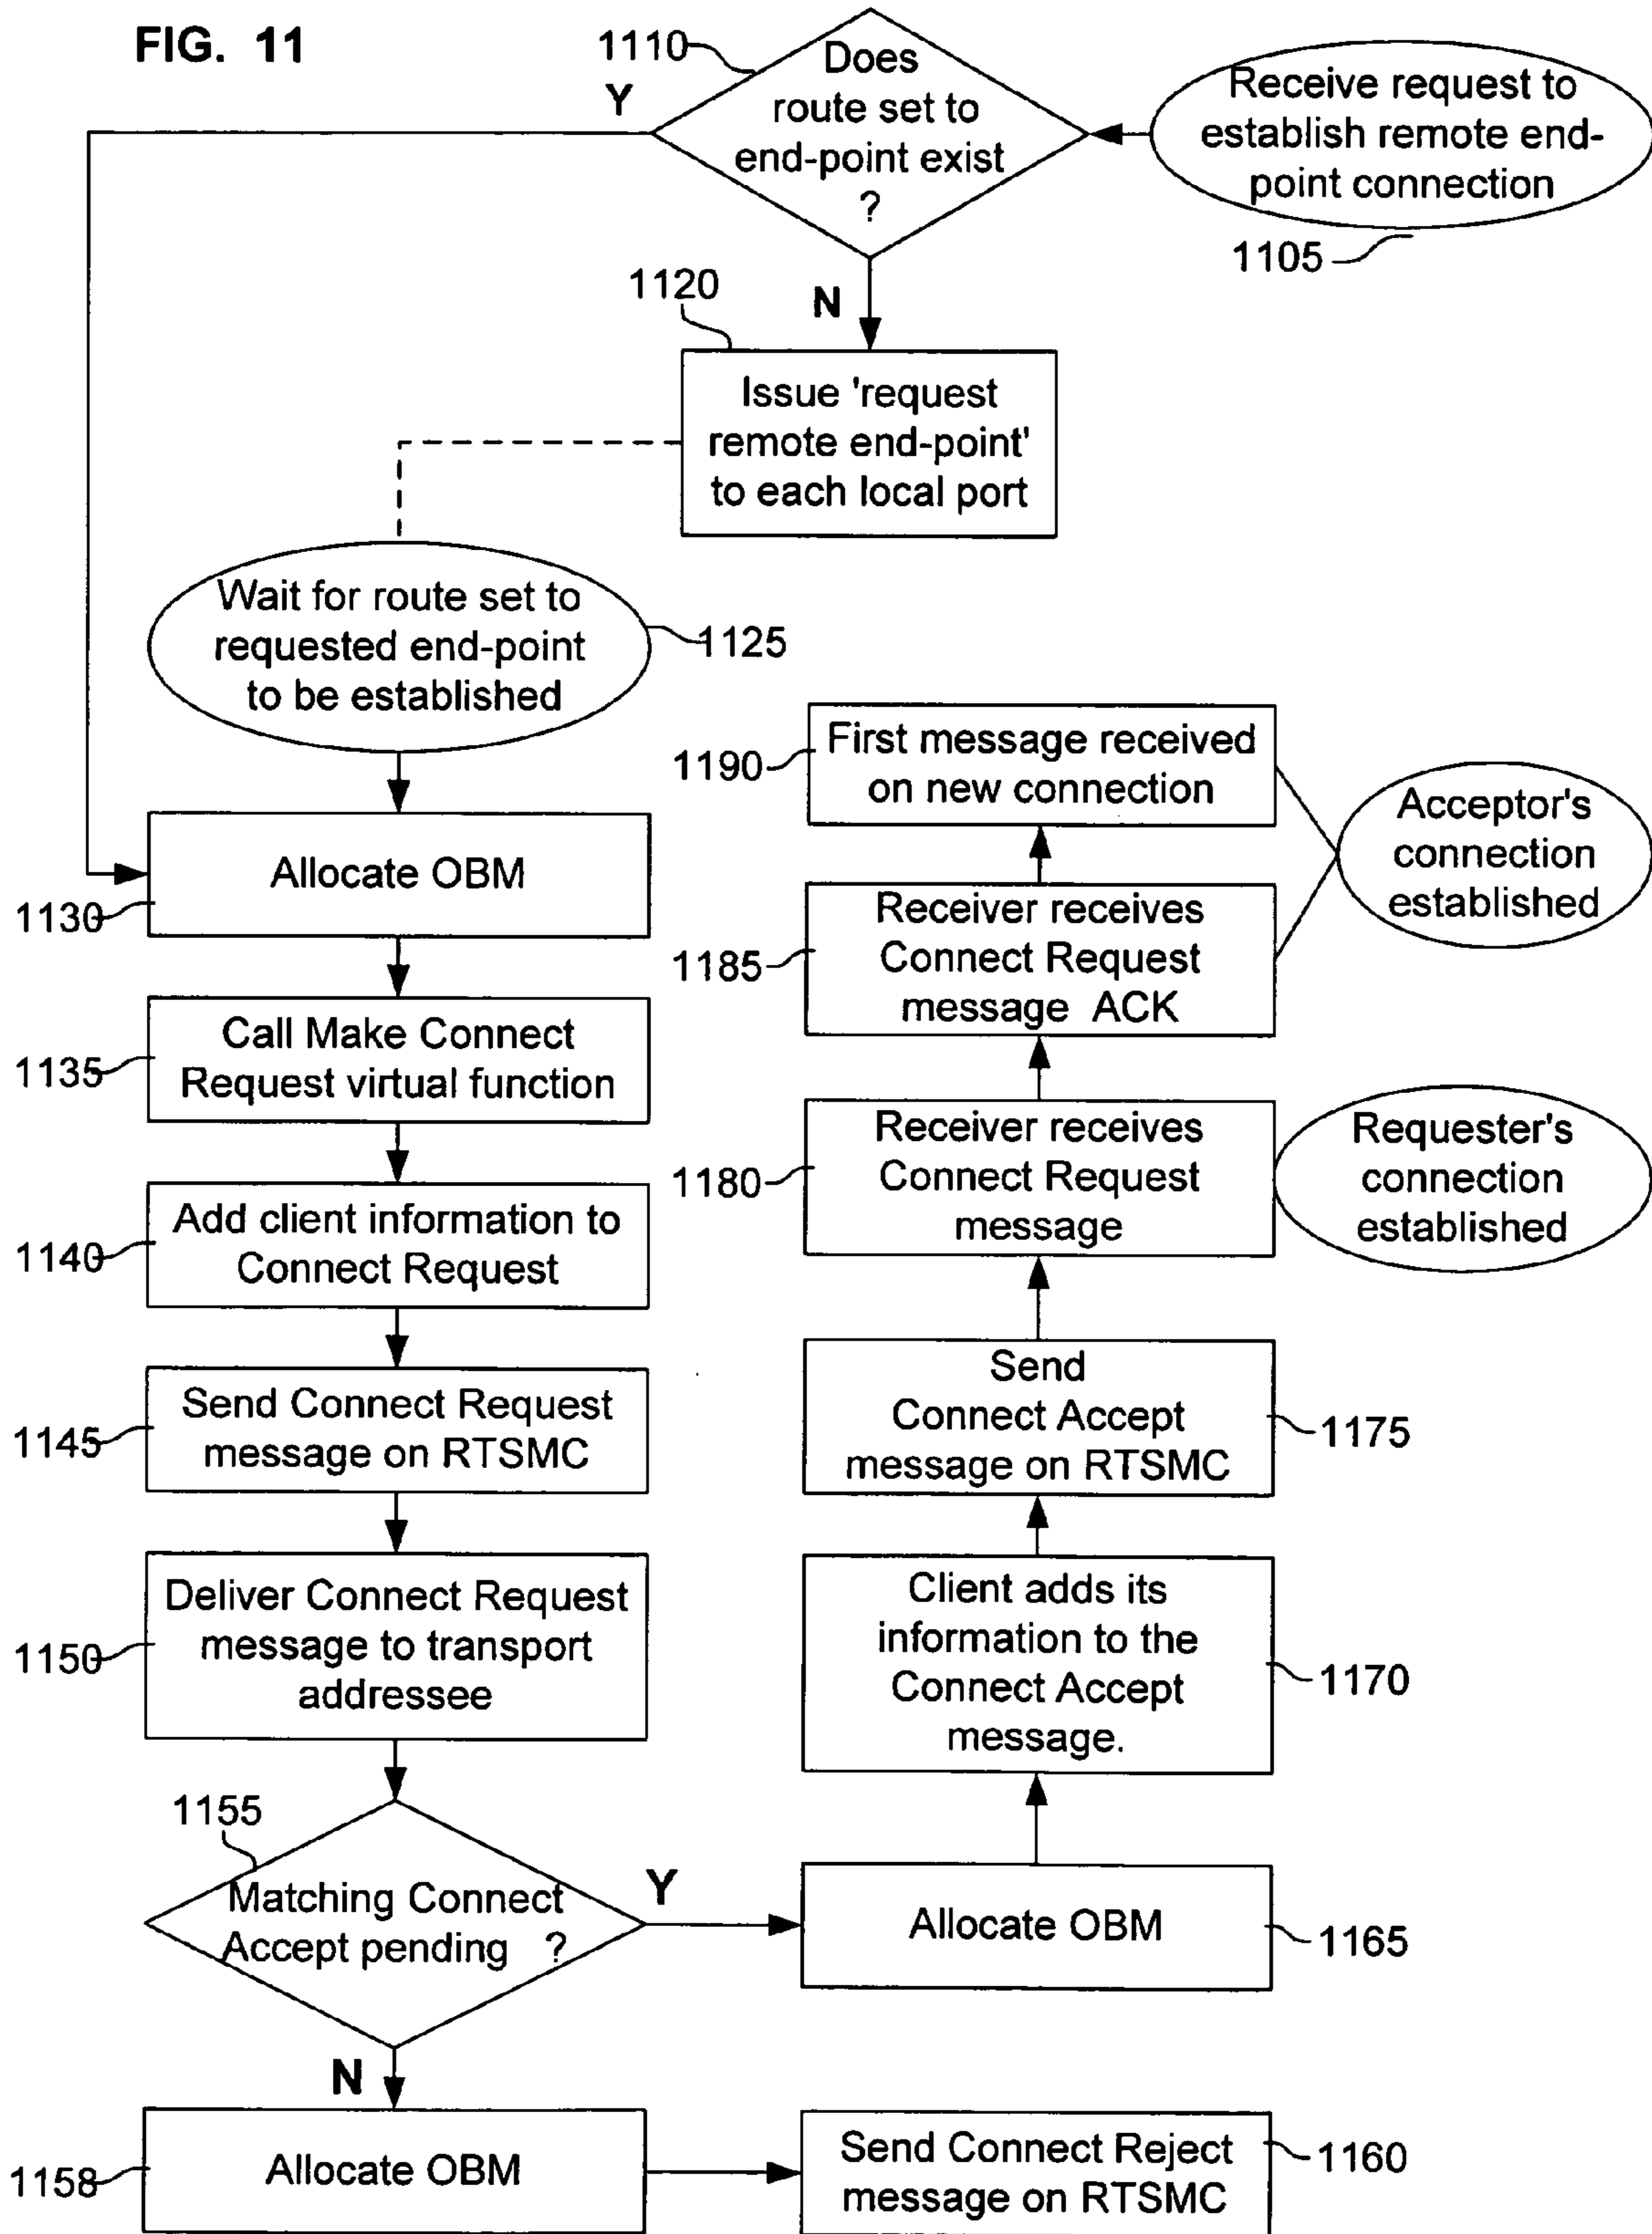 FIG. 11
1110
Does
route set to
end-point exist
?
Y
Receive request to
establish remote end-
point connection
1105
N
1120
Issue 'request
remote end-point'
to each local port
Wait for route set to
requested end-point
to be established
1125
Allocate OBM
1130
Call Make Connect
Request virtual function
1135
Add client information to
Connect Request
1140
Send Connect Request
message on RTSMC
1145
Deliver Connect Request
message to transport
addressee
1150
1155
Matching Connect
Accept pending ?
Y
N
Allocate OBM
1158
Send Connect Reject
message on RTSMC
1160
Allocate OBM
1165
Client adds its
information to the
Connect Accept
message.
1170
Send
Connect Accept
message on RTSMC
1175
Receiver receives
Connect Request
message
1180
Requester's
connection
established
Receiver receives
Connect Request
message ACK
1185
First message received
on new connection
1190
Acceptor's
connection
established